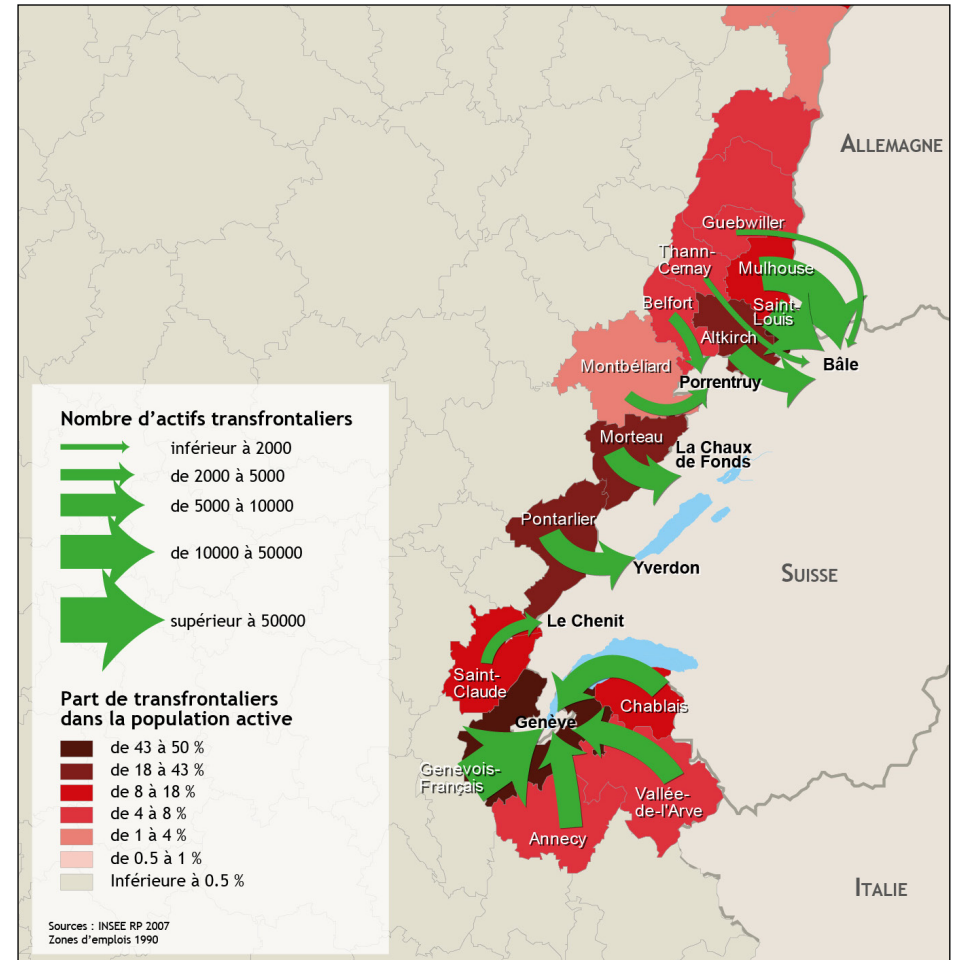 ALLEMAGNE
Guebwiller
Thann-
Cernay
Mulhouse
Belfort
Saint-
Louis
Altkirch
Montbéliard
Bâle
Porrentruy
Morteau
La Chaux
de Fonds
Pontarlier
Yverdon
SUISSE
Le Chenit
Saint-
Claude
Chablais
Genève
Genevois-
Français
Vallée-
de-l'Arve
Annecy
ITALIE
Nombre d’actifs transfrontaliers
inférieur à 2000
de 2000 à 5000
de 5000 à 10000
de 10000 à 50000
supérieur à 50000
Part de transfrontaliers
dans la population active
de 43 à 50 %
de 18 à 43 %
de 8 à 18 %
de 4 à 8 %
de 1 à 4 %
de 0.5 à 1 %
Inférieure à 0.5 %
Sources : INSEE RP 2007
Zones d’emplois 1990